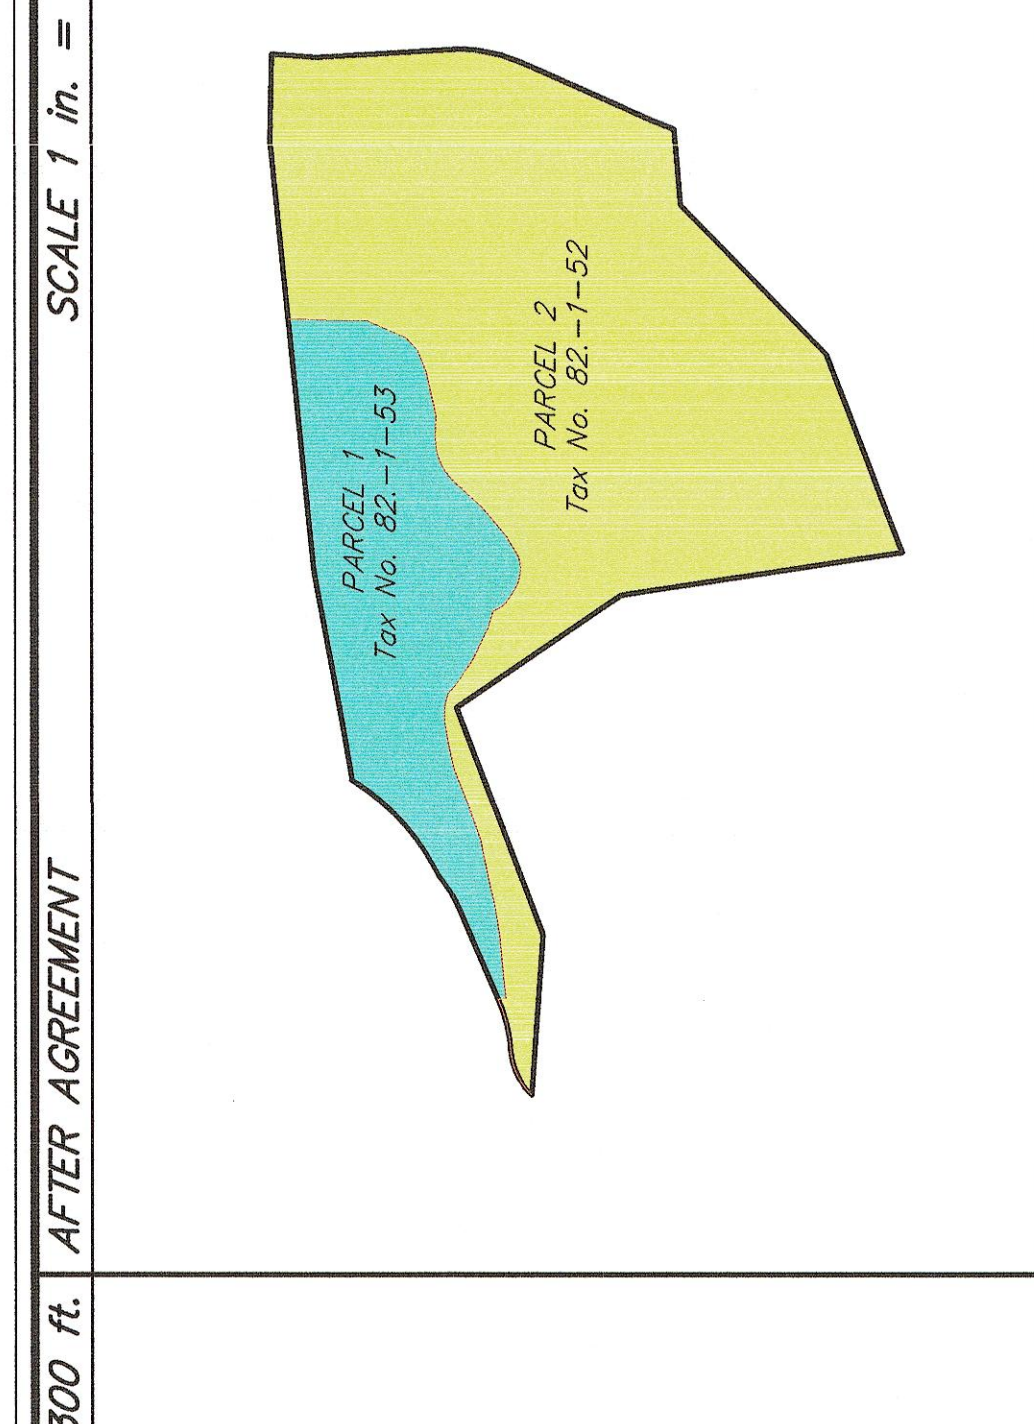 AFTER AGREEMENT
SCALE 1 in. =
300 ft.
PARCEL 1
Tax No. 82.-1-53
PARCEL 2
Tax No. 82.-1-52